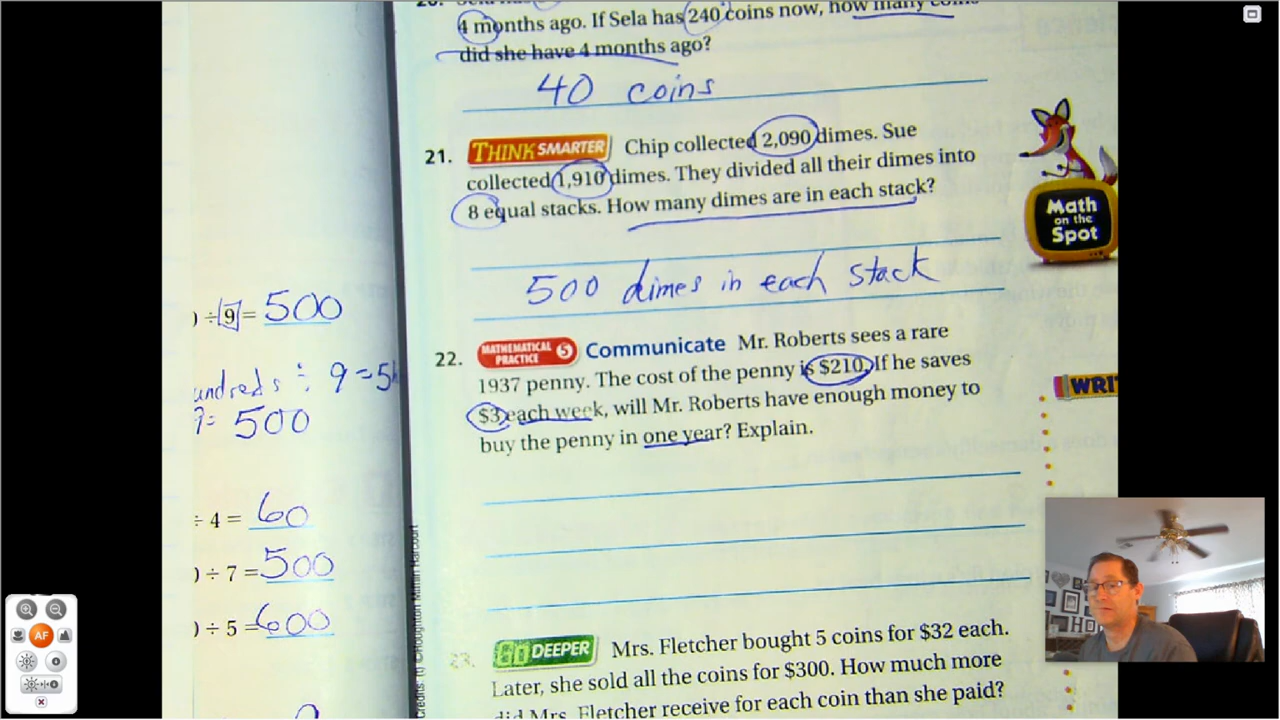 4 months ago. If Sela has 240 coins now, how many coins
did she have 4 months ago?
40 coins
21. THINK SMARTER Chip collected 2,090 dimes. Sue
collected 1,910 dimes. They divided all their dimes into
8 equal stacks. How many dimes are in each stack?
Math
on the
Spot
500 dimes in each stack
22. MATHEMATICAL PRACTICE 5 Communicate Mr. Roberts sees a rare
1937 penny. The cost of the penny is $210. If he saves
$3 each week, will Mr. Roberts have enough money to
buy the penny in one year? Explain.
WRIT
23. GO DEEPER Mrs. Fletcher bought 5 coins for $32 each.
Later, she sold all the coins for $300. How much more
did Mrs. Fletcher receive for each coin than she paid?
) ÷ 9 = 500
undreds ÷ 9 = 5h
9 = 500
÷ 4 = 60
) ÷ 7 = 500
) ÷ 5 = 600
Credits: (t) ©Houghton Mifflin Harcourt
AF
HO